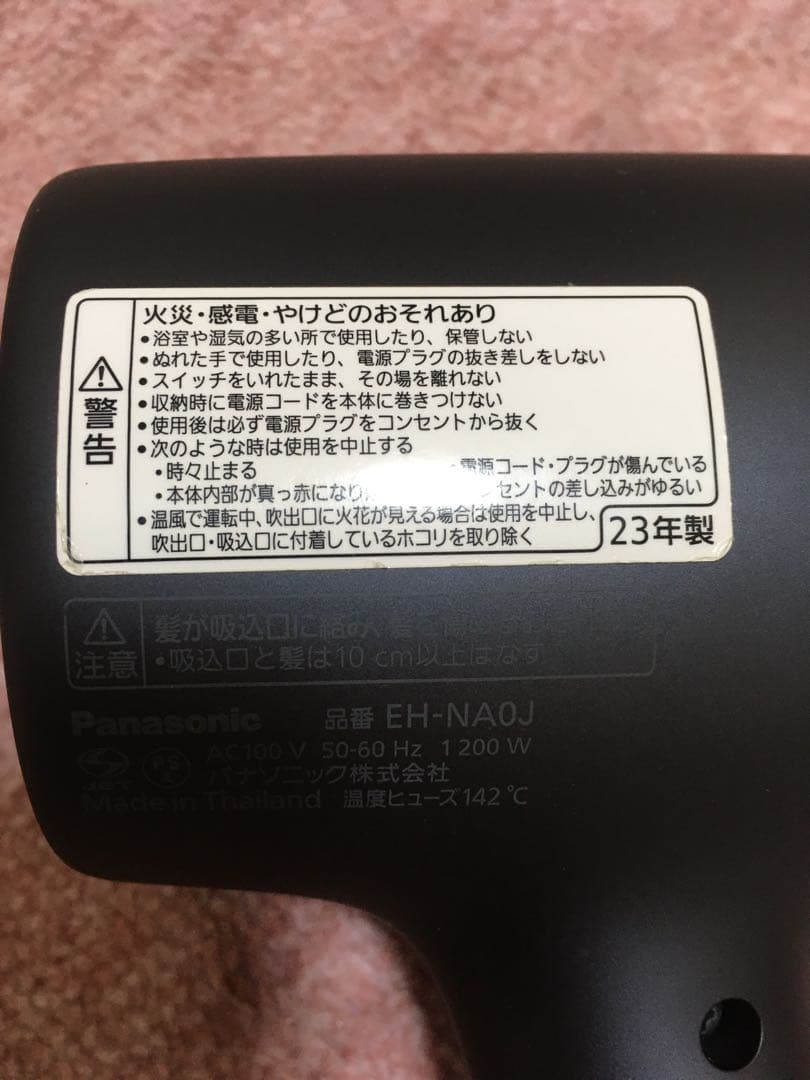 警告
火災・感電・やけどのおそれあり
•浴室や湿気の多い所で使用したり、保管しない
•ぬれた手で使用したり、電源プラグの抜き差しをしない
•スイッチをいれたまま、その場を離れない
•収納時に電源コードを本体に巻きつけない
•使用後は必ず電源プラグをコンセントから抜く
•次のような時は使用を中止する
・時々止まる
電源コード・プラグが傷んでいる
・本体内部が真っ赤になり
ンセントの差し込みがゆるい
•温風で運転中、吹出口に火花が見える場合は使用を中止し、
吹出口・吸込口に付着しているホコリを取り除く
23年製
注意
髪が吸込口に絡み
•吸込口と髪は10 cm以上はなす
Panasonic 品番 EH-NA0J
AC100 V 50-60 Hz 1 200 W
JET PSE パナソニック株式会社
Made in Thailand 温度ヒューズ142℃